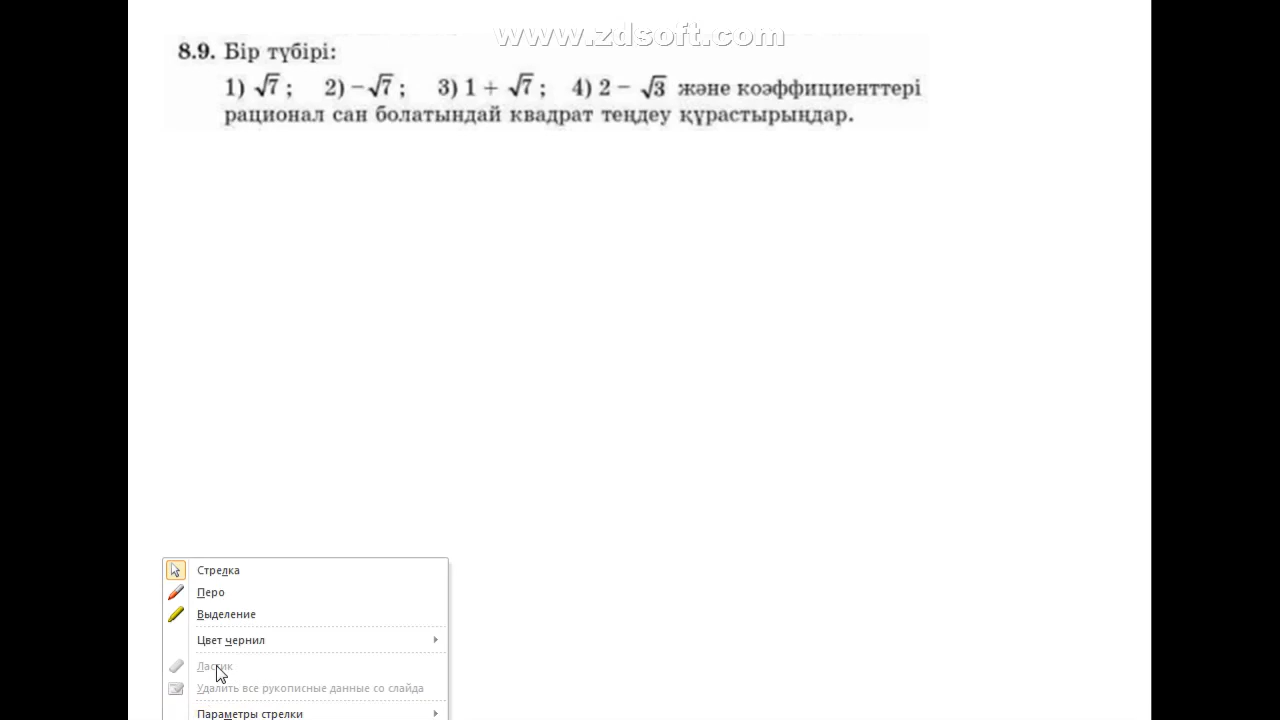 www.zdsoft.com
8.9. Бір түбірі:
1) √7 ; 2) −√7 ; 3) 1 + √7 ; 4) 2 − √3 және коэффициенттері
рационал сан болатындай квадрат теңдеу құрастырыңдар.
Стрелка
Перо
Выделение
Цвет чернил
Ластик
Удалить все рукописные данные со слайда
Параметры стрелки